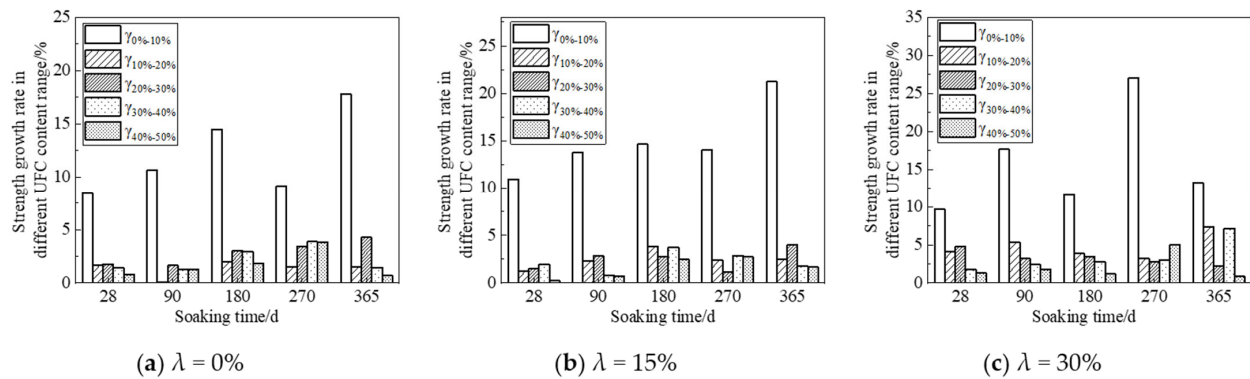 Strength growth rate in
different UFC content range/%
25
20
15
10
5
0
γ0%-10%
γ10%-20%
γ20%-30%
γ30%-40%
γ40%-50%
28 90 180 270 365
Soaking time/d
(a) λ = 0%
Strength growth rate in
different UFC content range/%
25
20
15
10
5
0
γ0%-10%
γ10%-20%
γ20%-30%
γ30%-40%
γ40%-50%
28 90 180 270 365
Soaking time/d
(b) λ = 15%
Strength growth rate in
different UFC content range/%
35
30
25
20
15
10
5
0
γ0%-10%
γ10%-20%
γ20%-30%
γ30%-40%
γ40%-50%
28 90 180 270 365
Soaking time/d
(c) λ = 30%